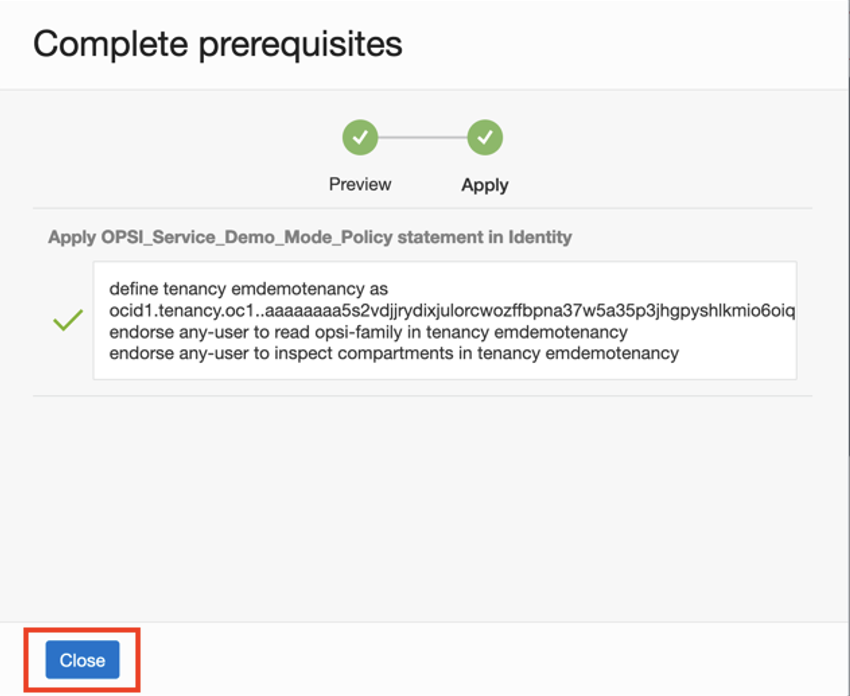 Complete prerequisites
Preview
Apply
Apply OPSI_Service_Demo_Mode_Policy statement in Identity
define tenancy emdemotenancy as
ocid1.tenancy.oc1..aaaaaaaa5s2vdjjrydixjulorcwozffbpna37w5a35p3jhgpyshlkmio6oiq
endorse any-user to read opsi-family in tenancy emdemotenancy
endorse any-user to inspect compartments in tenancy emdemotenancy
Close